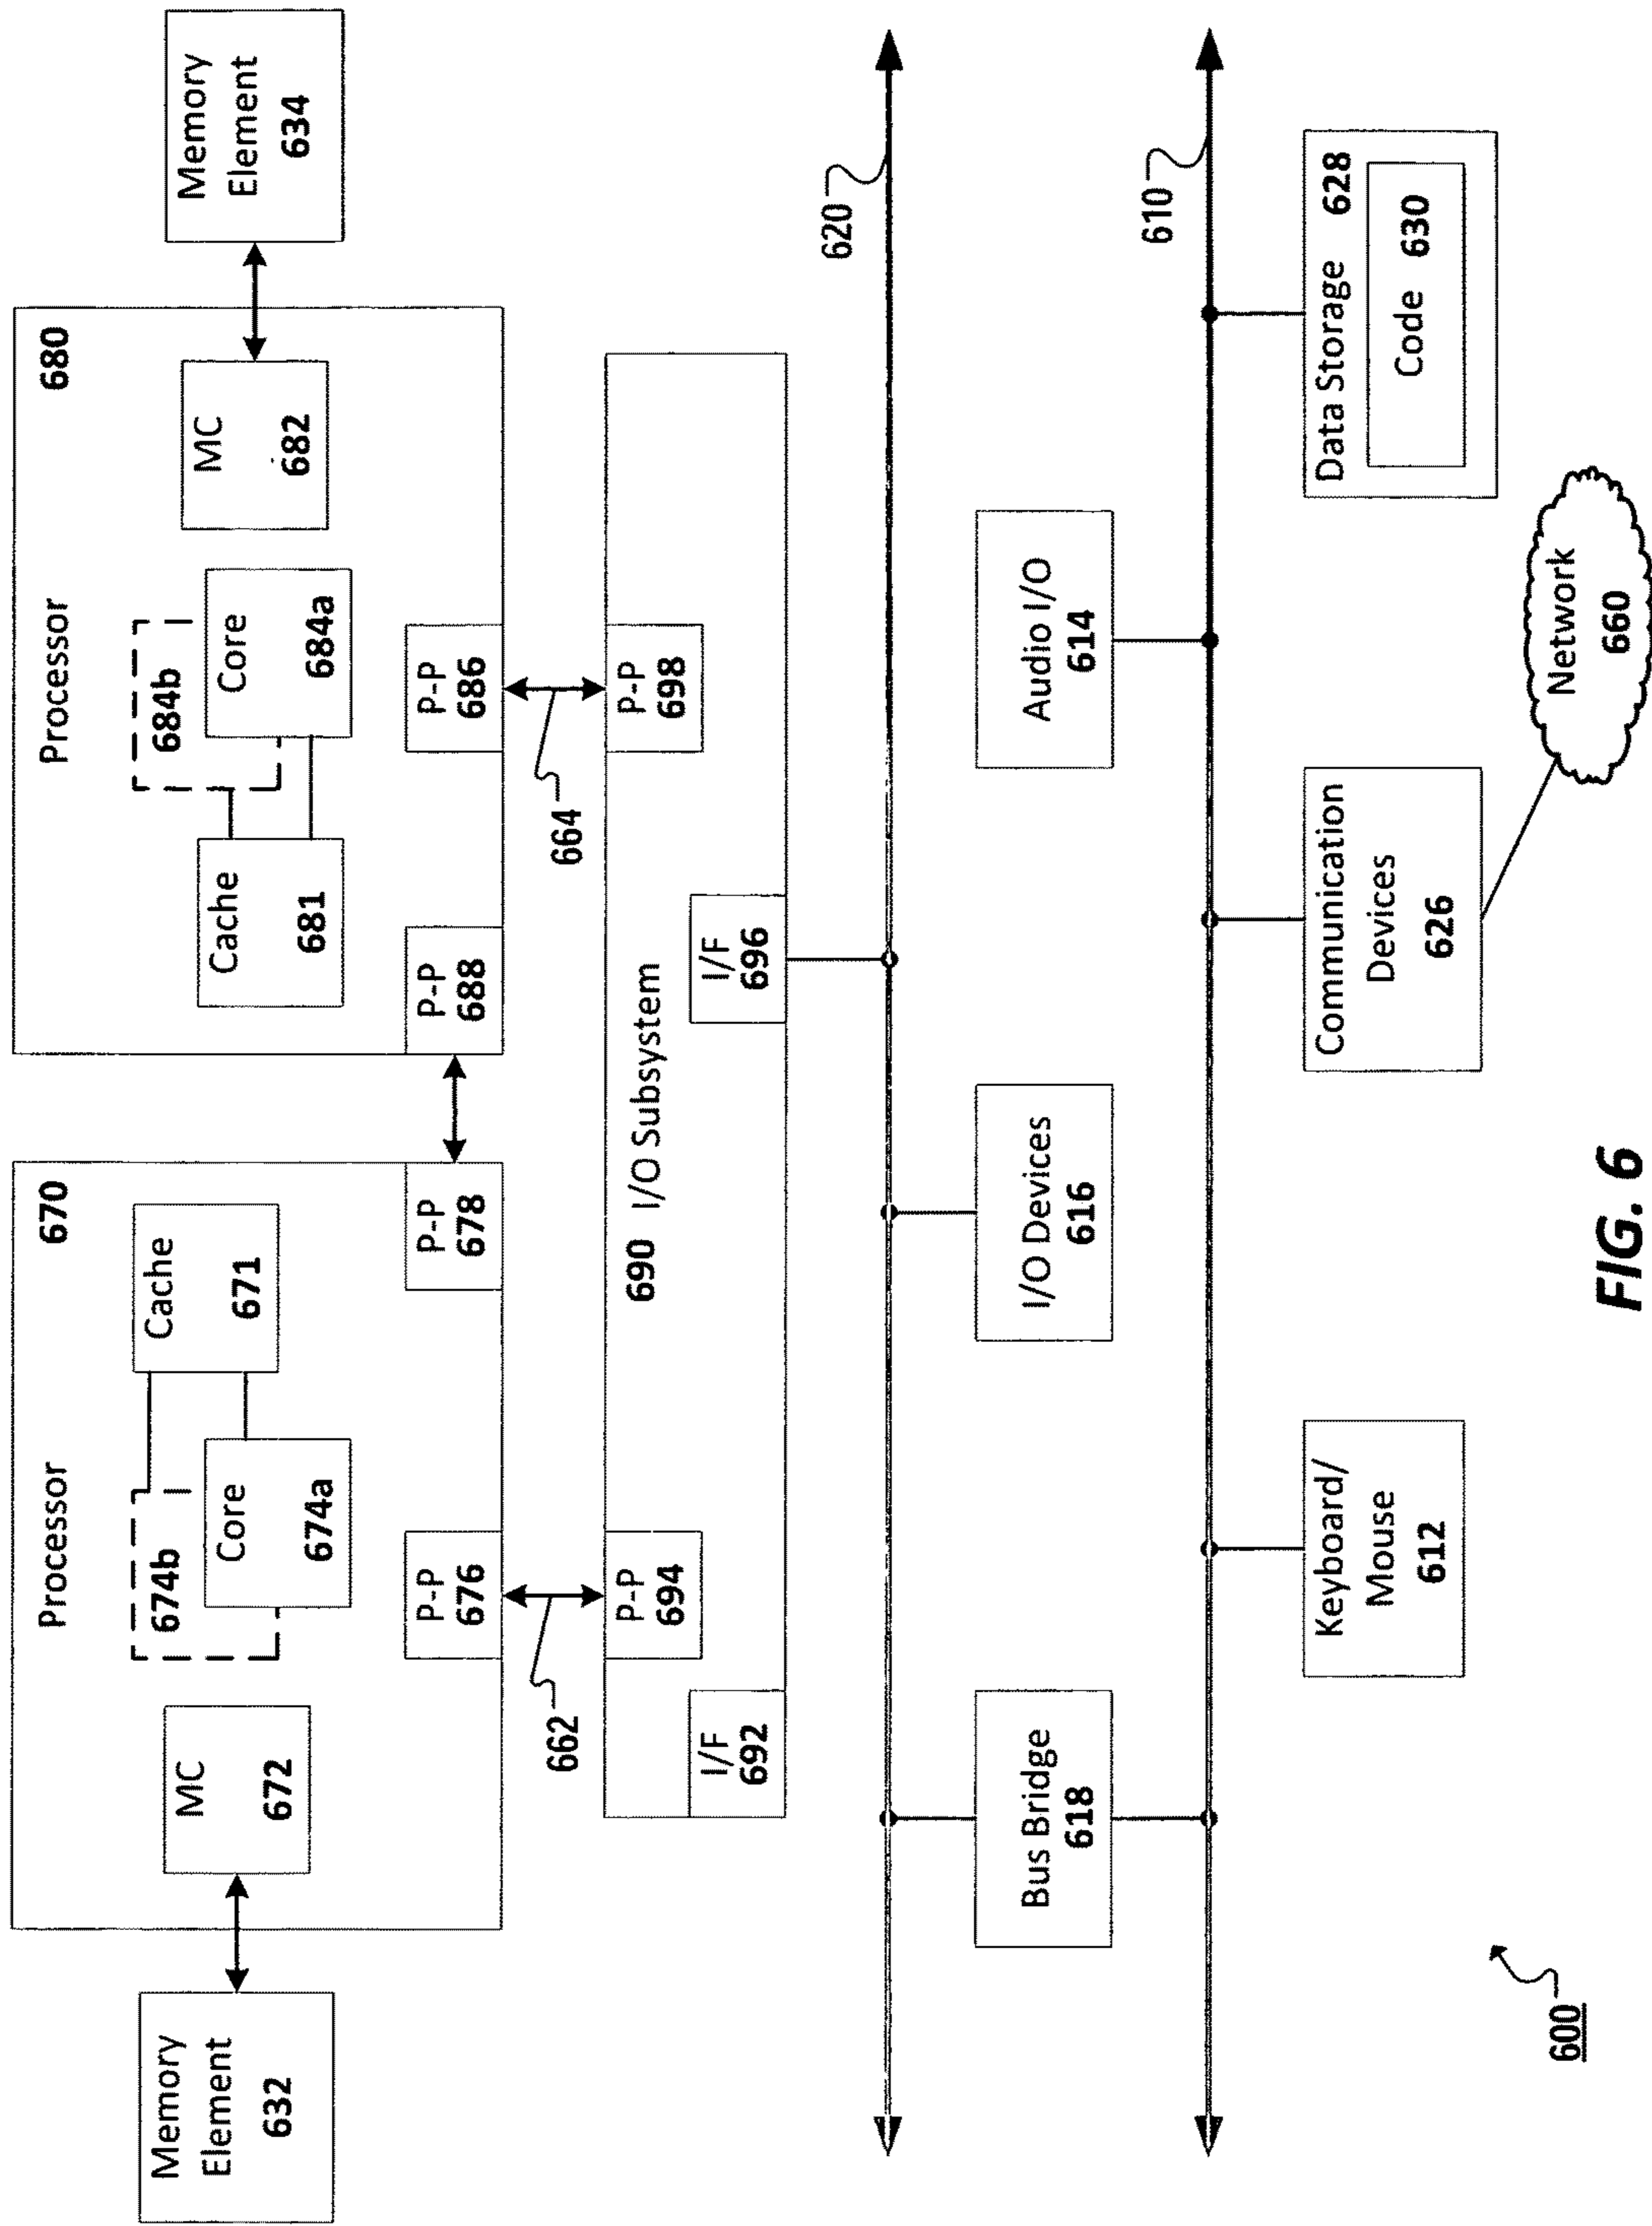 Processor
670
Processor
680
Memory
Element
632
MC
672
674b
Core
674a
Cache
671
Cache
681
684b
Core
684a
MC
682
Memory
Element
634
P-P
676
P-P
678
P-P
688
P-P
686
662
664
P-P
694
690 I/O Subsystem
P-P
698
I/F
692
I/F
696
620
Bus Bridge
618
I/O Devices
616
Audio I/O
614
610
Keyboard/
Mouse
612
Communication
Devices
626
Data Storage 628
Code 630
Network
660
600
FIG. 6